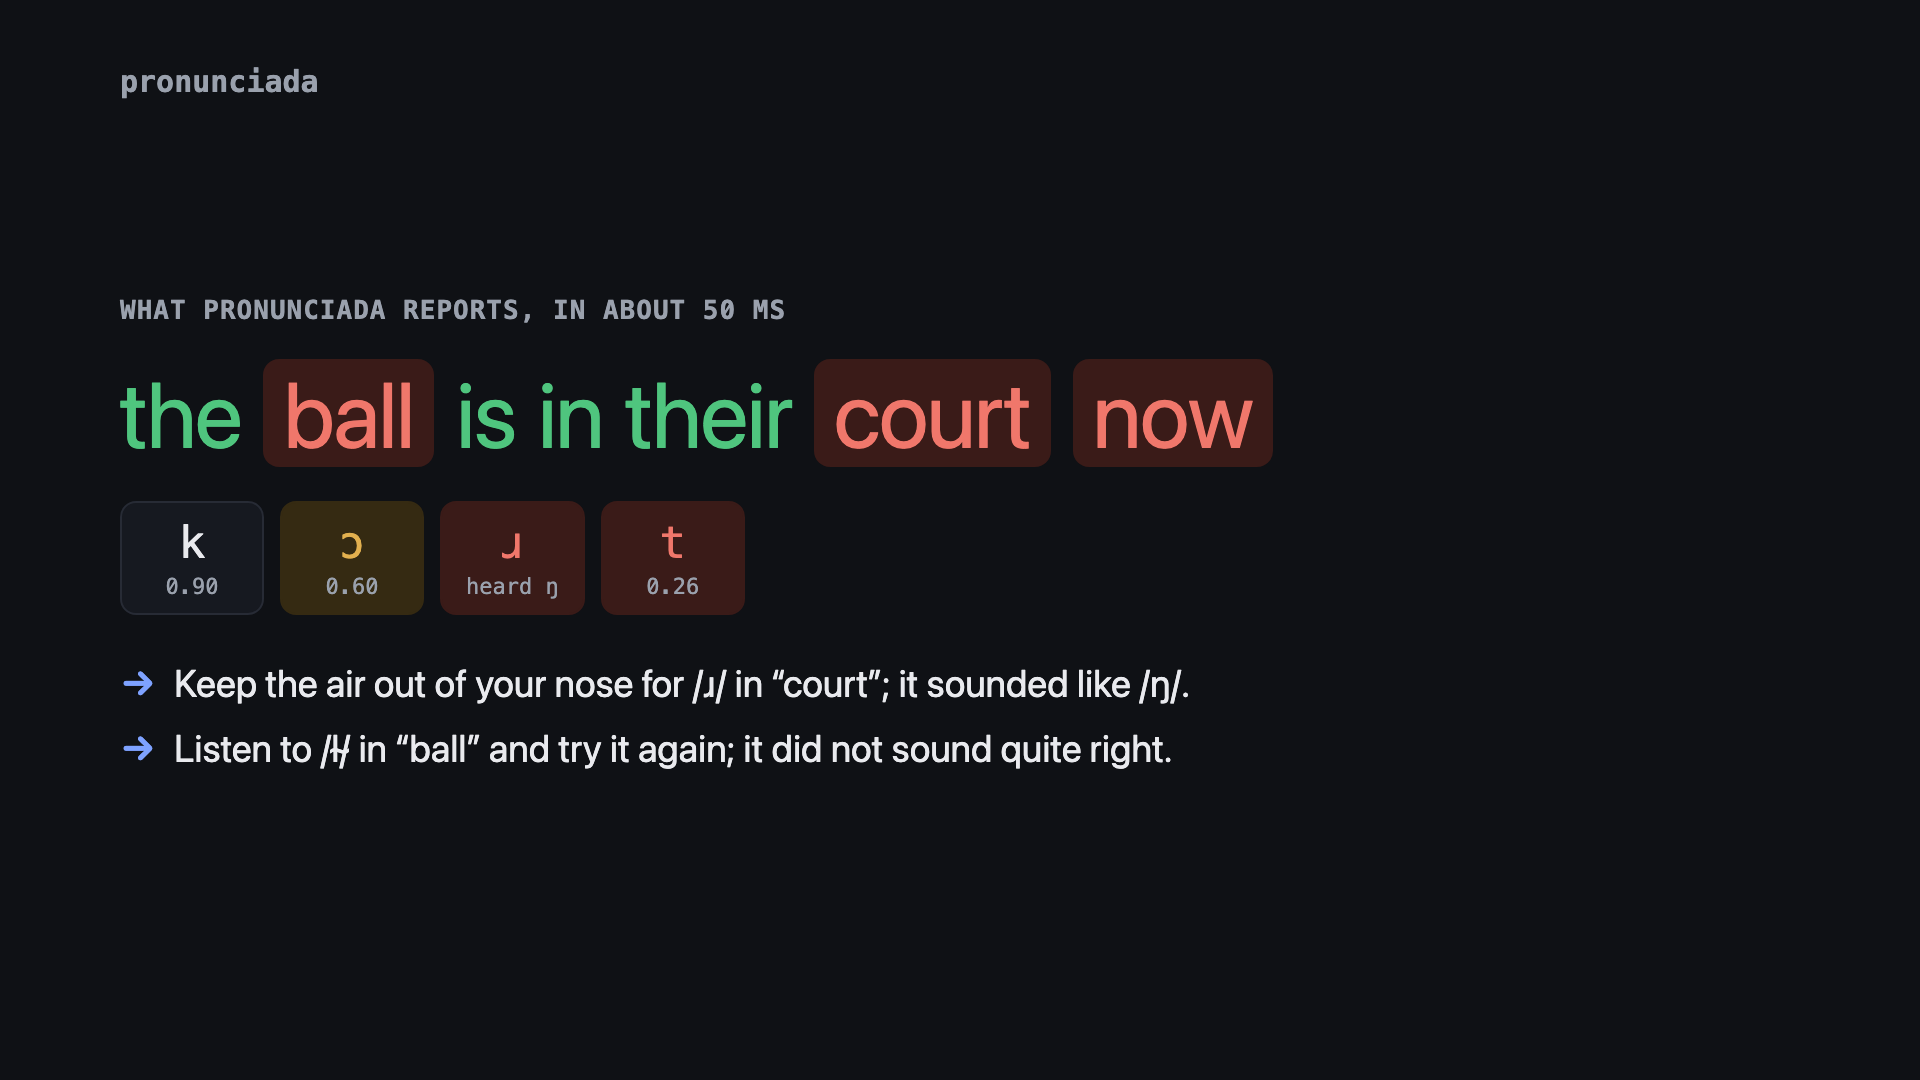 pronunciada
WHAT PRONUNCIADA REPORTS, IN ABOUT 50 MS
the ball is in their court now
k ɔ ɹ t
0.90 0.60 heard ŋ 0.26
→ Keep the air out of your nose for /ɹ/ in “court”; it sounded like /ŋ/.
→ Listen to /ɫ/ in “ball” and try it again; it did not sound quite right.